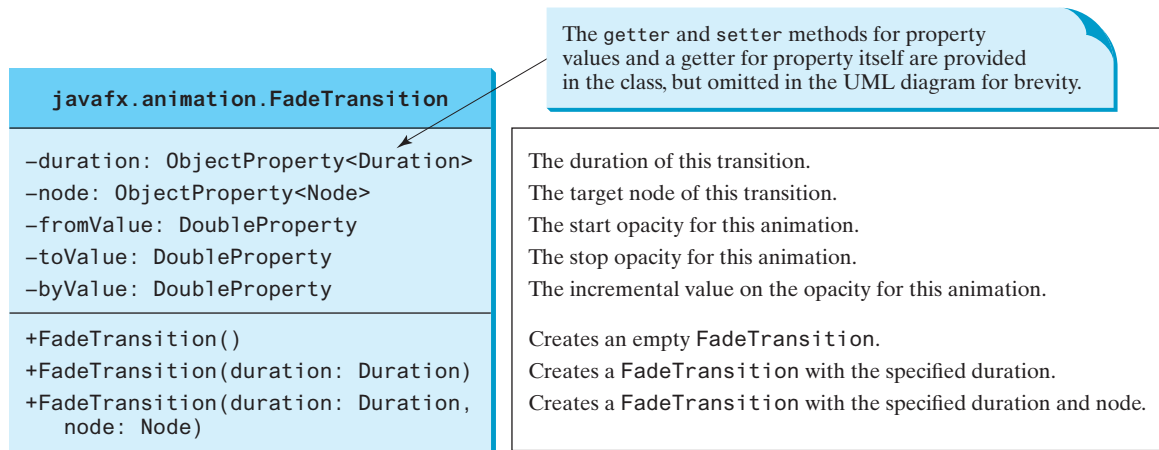 The getter and setter methods for property
values and a getter for property itself are provided
in the class, but omitted in the UML diagram for brevity.
javafx.animation.FadeTransition
–duration: ObjectProperty<Duration>
The duration of this transition.
–node: ObjectProperty<Node>
The target node of this transition.
–fromValue: DoubleProperty
The start opacity for this animation.
–toValue: DoubleProperty
The stop opacity for this animation.
–byValue: DoubleProperty
The incremental value on the opacity for this animation.
+FadeTransition()
Creates an empty FadeTransition.
+FadeTransition(duration: Duration)
Creates a FadeTransition with the specified duration.
+FadeTransition(duration: Duration,
node: Node)
Creates a FadeTransition with the specified duration and node.